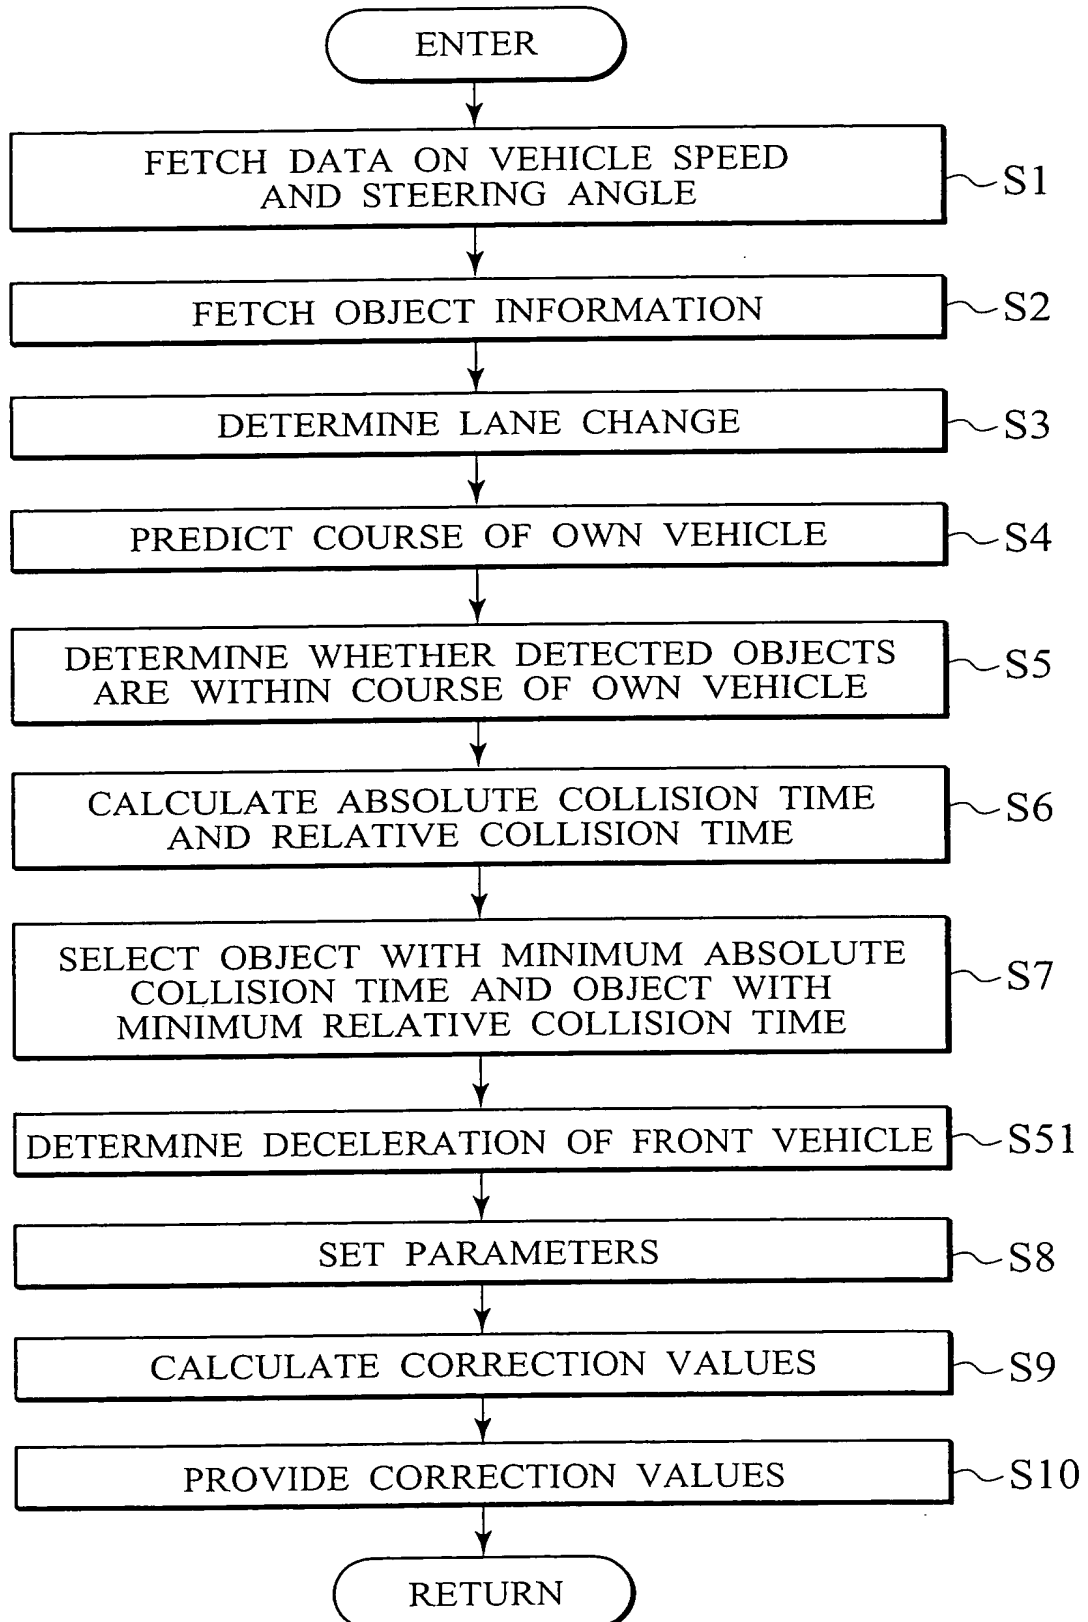 ENTER
FETCH DATA ON VEHICLE SPEED
AND STEERING ANGLE
S1
FETCH OBJECT INFORMATION
S2
DETERMINE LANE CHANGE
S3
PREDICT COURSE OF OWN VEHICLE
S4
DETERMINE WHETHER DETECTED OBJECTS
ARE WITHIN COURSE OF OWN VEHICLE
S5
CALCULATE ABSOLUTE COLLISION TIME
AND RELATIVE COLLISION TIME
S6
SELECT OBJECT WITH MINIMUM ABSOLUTE
COLLISION TIME AND OBJECT WITH
MINIMUM RELATIVE COLLISION TIME
S7
DETERMINE DECELERATION OF FRONT VEHICLE
S51
SET PARAMETERS
S8
CALCULATE CORRECTION VALUES
S9
PROVIDE CORRECTION VALUES
S10
RETURN